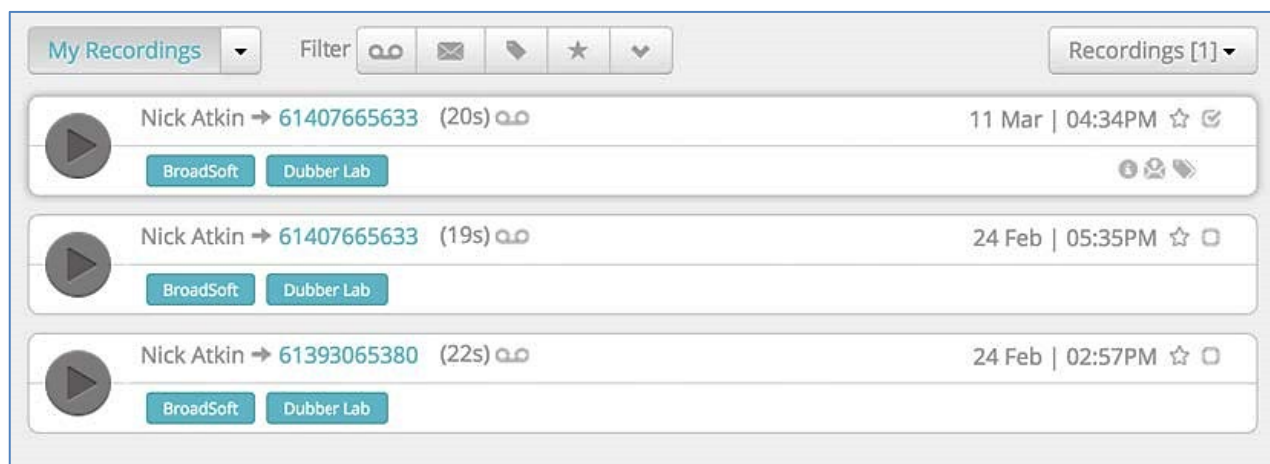 My Recordings Filter Recordings [1]
Nick Atkin → 61407665633 (20s) 11 Mar | 04:34PM
BroadSoft Dubber Lab
Nick Atkin → 61407665633 (19s) 24 Feb | 05:35PM
BroadSoft Dubber Lab
Nick Atkin → 61393065380 (22s) 24 Feb | 02:57PM
BroadSoft Dubber Lab